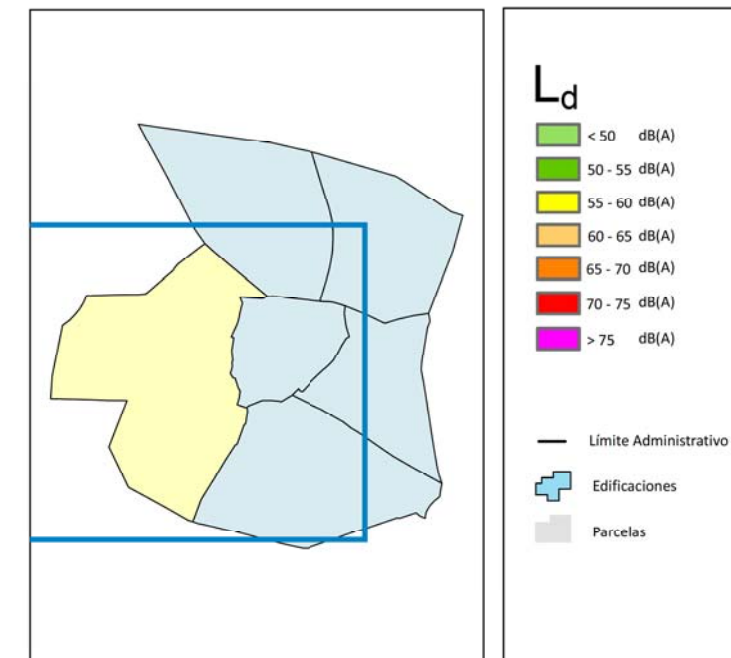 Ld
< 50 dB(A)
50 - 55 dB(A)
55 - 60 dB(A)
60 - 65 dB(A)
65 - 70 dB(A)
70 - 75 dB(A)
> 75 dB(A)
Límite Administrativo
Edificaciones
Parcelas